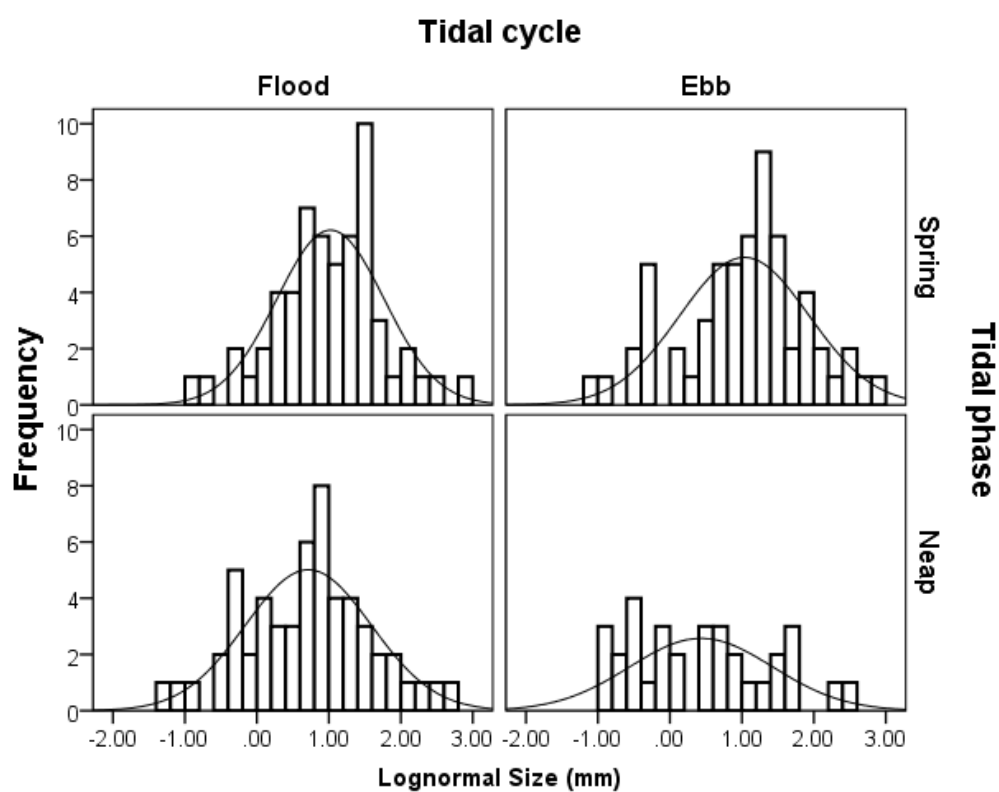 Tidal cycle
Flood Ebb
Frequency
10
8
6
4
2
0
10
8
6
4
2
0
Spring
Neap
Tidal phase
-2.00 -1.00 .00 1.00 2.00 3.00 -2.00 -1.00 .00 1.00 2.00 3.00
Lognormal Size (mm)